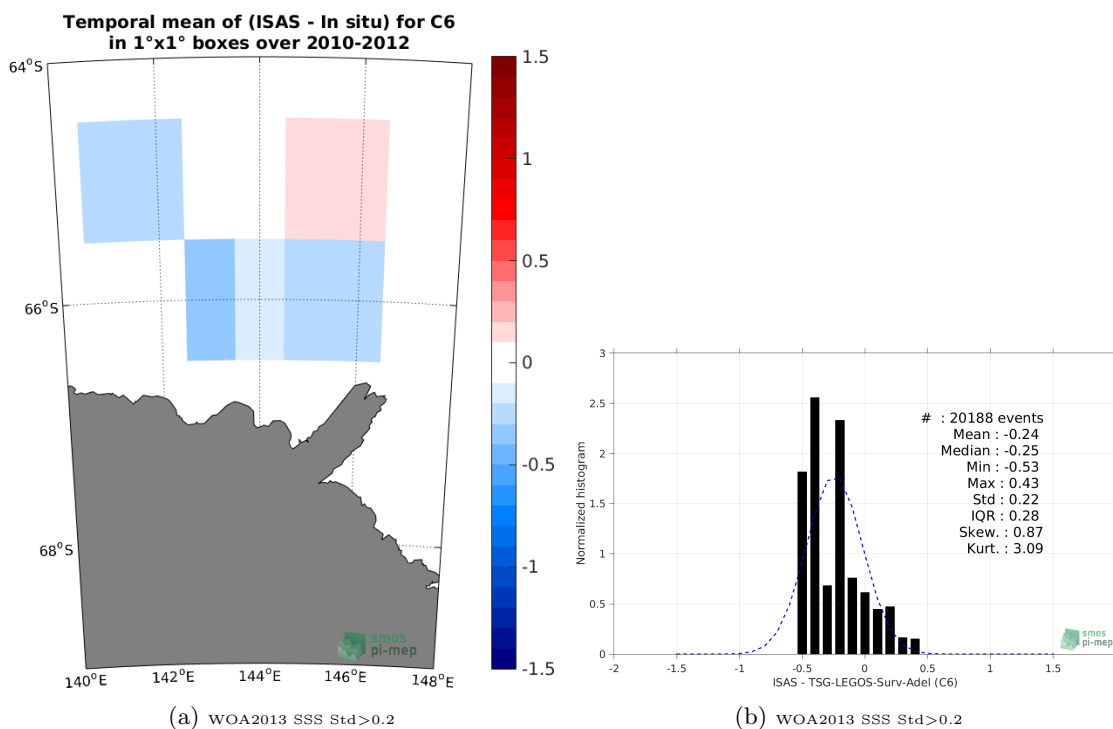 Temporal mean of (ISAS - In situ) for C6
in 1°x1° boxes over 2010-2012
64°S
66°S
68°S
140°E
142°E
144°E
146°E
148°E
1.5
1
0.5
0
-0.5
-1
-1.5
smos
pi-mep
(a) WOA2013 SSS Std>0.2
3
2.5
2
1.5
1
0.5
0
Normalized histogram
# : 20188 events
Mean : -0.24
Median : -0.25
Min : -0.53
Max : 0.43
Std : 0.22
IQR : 0.28
Skew. : 0.87
Kurt. : 3.09
-2 -1 -0.5 0 0.5 1 1.5
ISAS - TSG-LEGOS-Surv-Adel (C6)
smos
pi-mep
(b) WOA2013 SSS Std>0.2